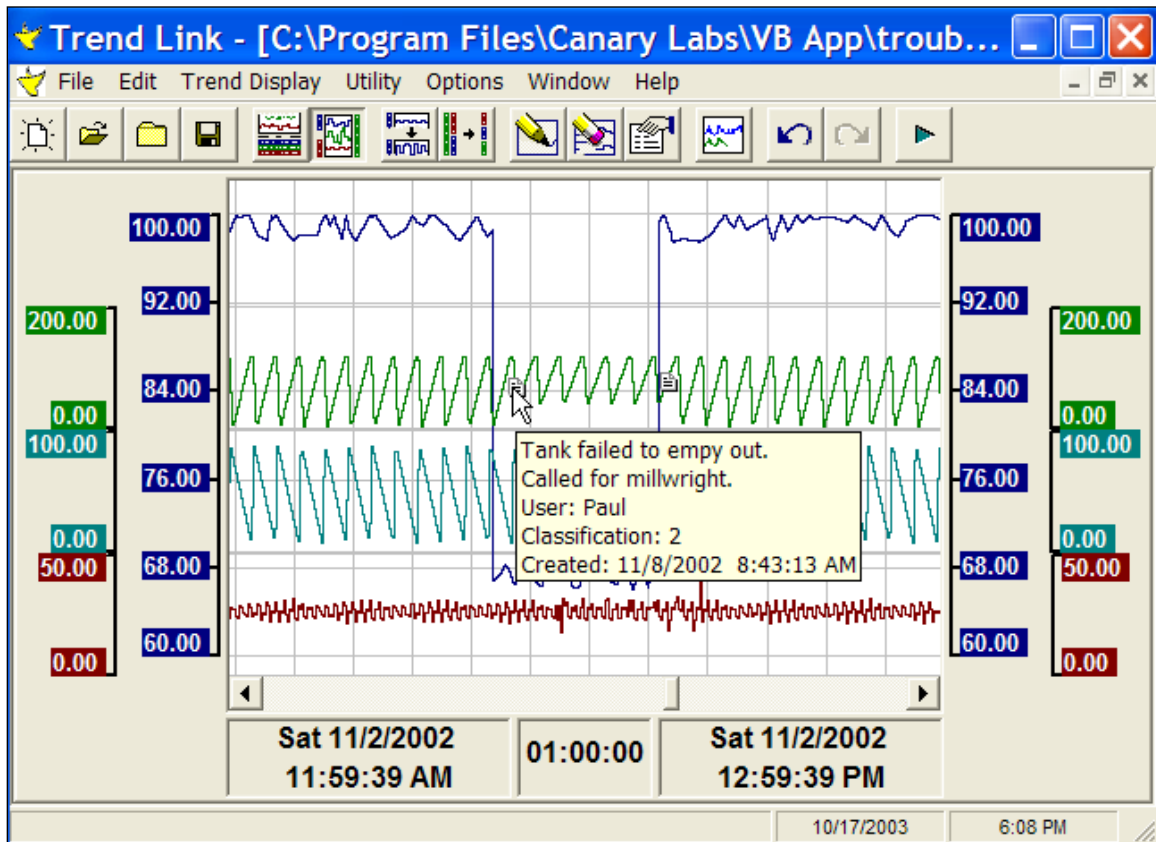 Trend Link - [C:\Program Files\Canary Labs\VB App\troub...
File Edit Trend Display Utility Options Window Help
100.00
92.00
84.00
76.00
68.00
60.00
200.00
0.00
100.00
0.00
50.00
0.00
Tank failed to empy out.
Called for millwright.
User: Paul
Classification: 2
Created: 11/8/2002 8:43:13 AM
100.00
92.00
84.00
76.00
68.00
60.00
200.00
0.00
100.00
0.00
50.00
0.00
Sat 11/2/2002
11:59:39 AM
01:00:00
Sat 11/2/2002
12:59:39 PM
10/17/2003
6:08 PM